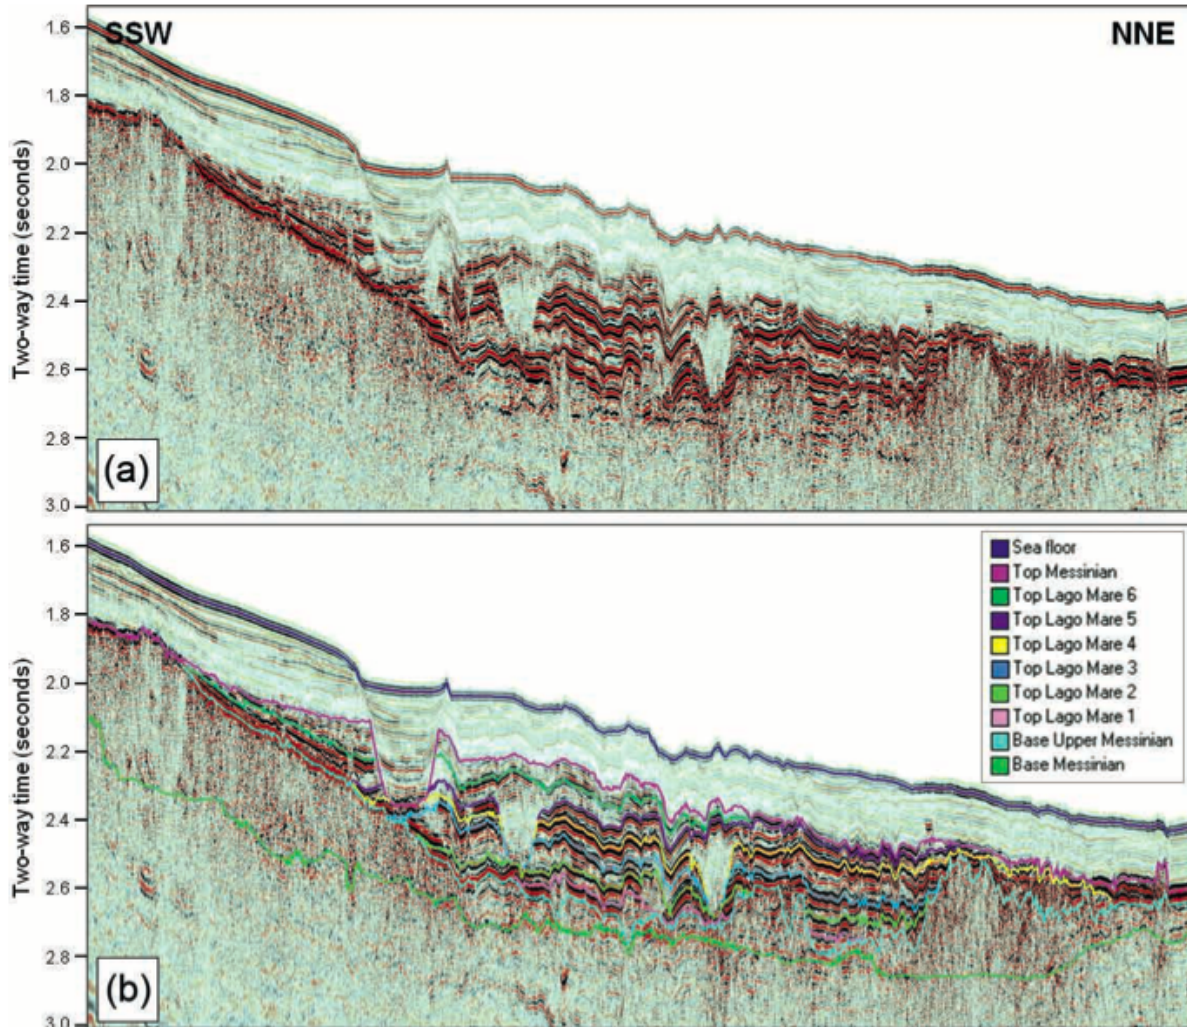 SSW
NNE
1.6
1.8
2.0
2.2
2.4
2.6
2.8
3.0
Two-way time (seconds)
(a)
1.6
1.8
2.0
2.2
2.4
2.6
2.8
3.0
Two-way time (seconds)
(b)
Sea floor
Top Messinian
Top Lago Mare 6
Top Lago Mare 5
Top Lago Mare 4
Top Lago Mare 3
Top Lago Mare 2
Top Lago Mare 1
Base Upper Messinian
Base Messinian